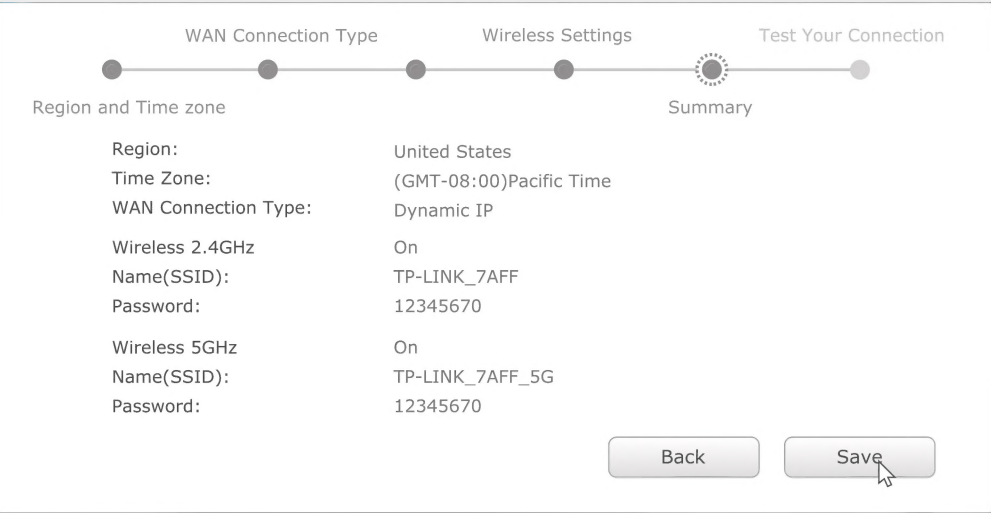 WAN Connection Type Wireless Settings Test Your Connection
Region and Time zone Summary
Region: United States
Time Zone: (GMT-08:00)Pacific Time
WAN Connection Type: Dynamic IP
Wireless 2.4GHz On
Name(SSID): TP-LINK_7AFF
Password: 12345670
Wireless 5GHz On
Name(SSID): TP-LINK_7AFF_5G
Password: 12345670
Back Save